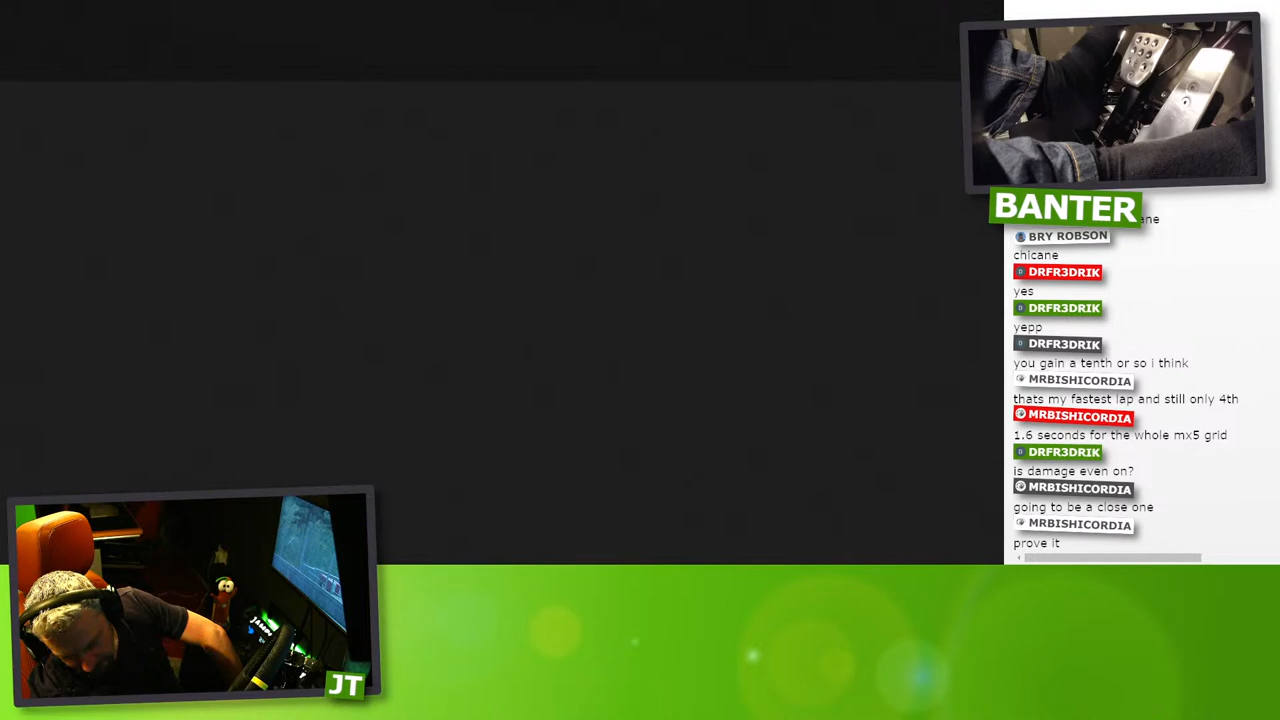 BANTER
ane
BRY ROBSON
chicane
DRFR3DRIK
yes
DRFR3DRIK
yepp
DRFR3DRIK
you gain a tenth or so i think
MRBISHICORDIA
thats my fastest lap and still only 4th
MRBISHICORDIA
1.6 seconds for the whole mx5 grid
DRFR3DRIK
is damage even on?
MRBISHICORDIA
going to be a close one
MRBISHICORDIA
prove it
JT